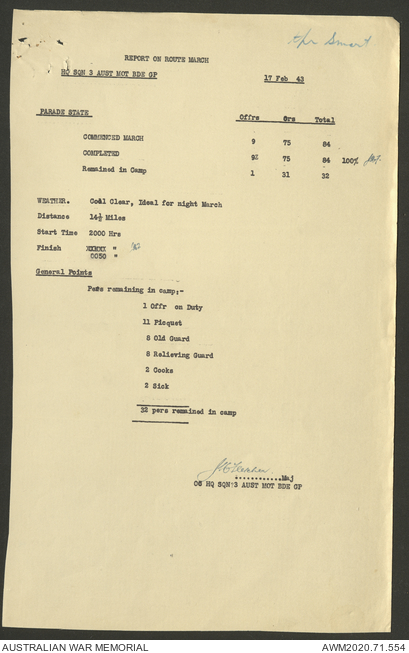 Tpr Smart
REPORT ON ROUTE MARCH
HQ SQN 3 AUST MOT BDE GP 17 Feb 43
PARADE STATE Offrs Ors Total
COMMENCED MARCH 9 75 84
COMPLETED 9 75 84 100%
Remained in Camp 1 31 32
WEATHER. Cool Clear, Ideal for night March
Distance 14½ Miles
Start Time 2000 Hrs
Finish XXXXX "
0050 "
General Points
Pers remaining in camp:-
1 Offr on Duty
11 Picquet
8 Old Guard
8 Relieving Guard
2 Cooks
2 Sick
32 pers remained in camp
............Maj
OC HQ SQN 3 AUST MOT BDE GP
AUSTRALIAN WAR MEMORIAL AWM2020.71.554